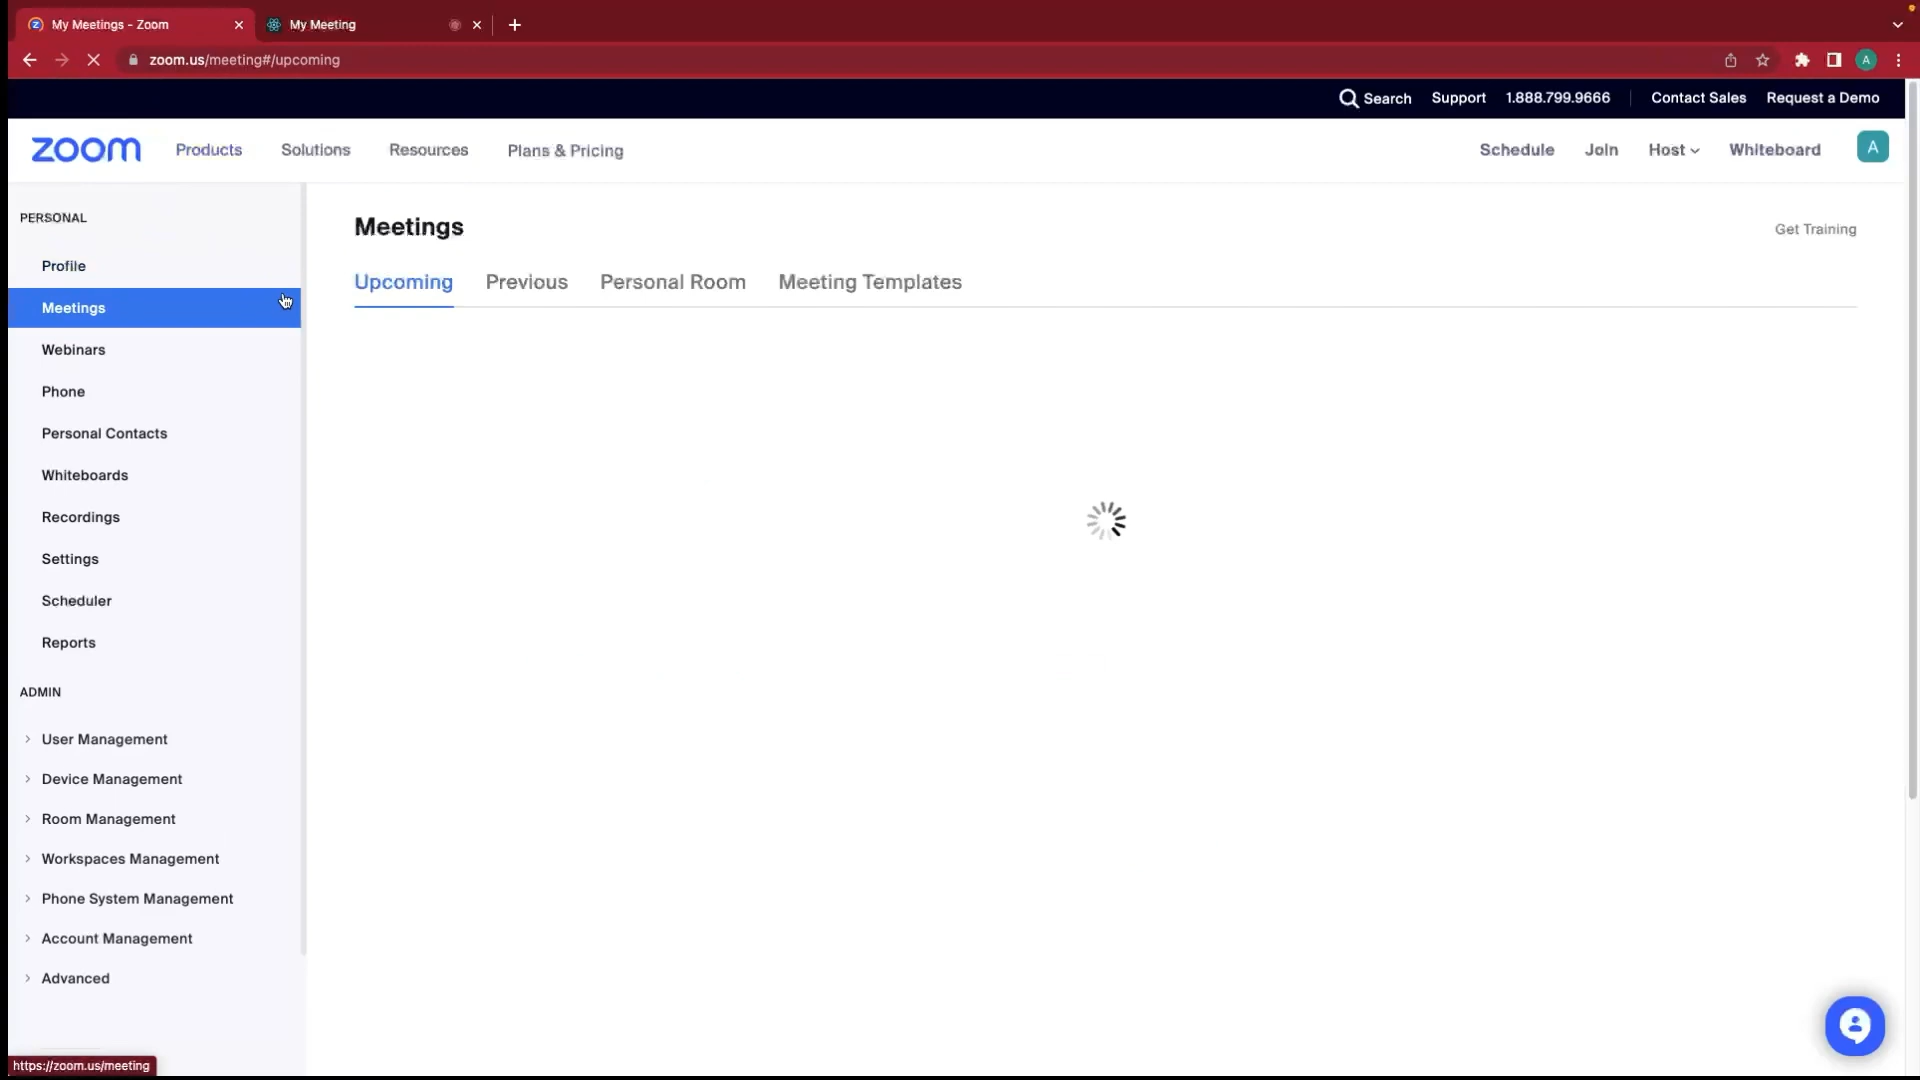 My Meetings - Zoom
My Meeting
zoom.us/meeting#/upcoming
A
Search
Support
1.888.799.9666
Contact Sales
Request a Demo
zoom
Products
Solutions
Resources
Plans & Pricing
Schedule
Join
Host
Whiteboard
A
PERSONAL
Profile
Meetings
Webinars
Phone
Personal Contacts
Whiteboards
Recordings
Settings
Scheduler
Reports
ADMIN
User Management
Device Management
Room Management
Workspaces Management
Phone System Management
Account Management
Advanced
Meetings
Get Training
Upcoming
Previous
Personal Room
Meeting Templates
https://zoom.us/meeting